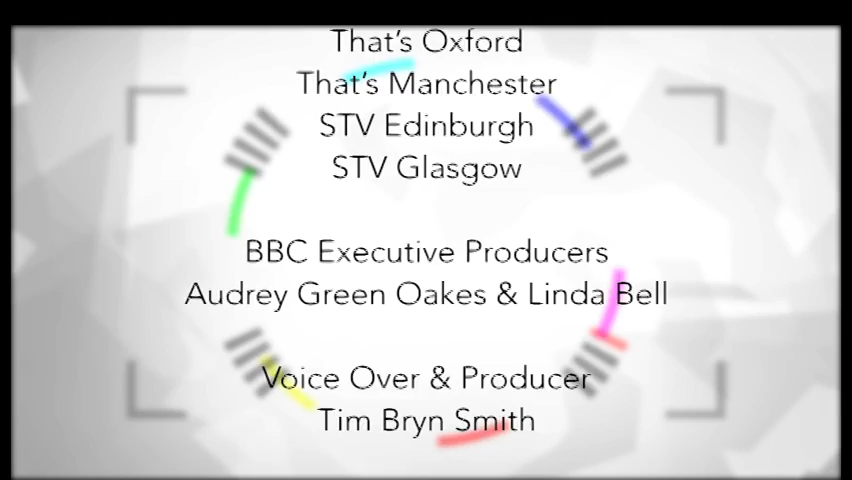 That's Oxford
That's Manchester
STV Edinburgh
STV Glasgow
BBC Executive Producers
Audrey Green Oakes & Linda Bell
Voice Over & Producer
Tim Bryn Smith